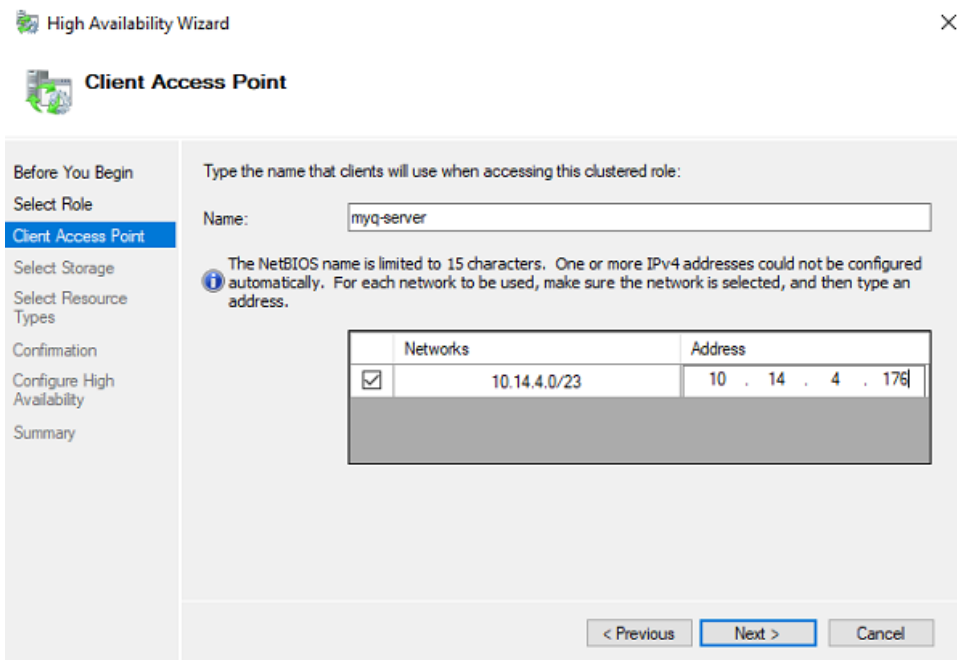 High Availability Wizard
Client Access Point
Before You Begin
Select Role
Client Access Point
Select Storage
Select Resource
Types
Confirmation
Configure High
Availability
Summary
Type the name that clients will use when accessing this clustered role:
Name: myq-server
The NetBIOS name is limited to 15 characters. One or more IPv4 addresses could not be configured
automatically. For each network to be used, make sure the network is selected, and then type an
address.
Networks Address
10.14.4.0/23 10 . 14 . 4 . 176
< Previous Next > Cancel